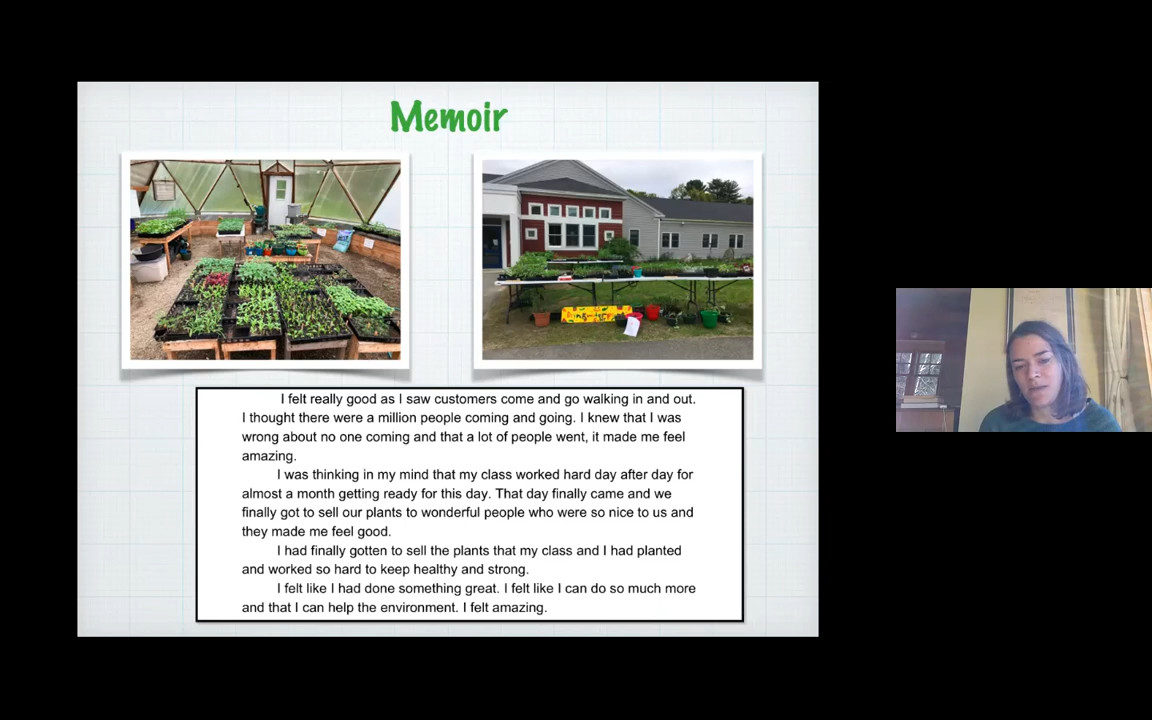 Memoir
I felt really good as I saw customers come and go walking in and out.
I thought there were a million people coming and going. I knew that I was
wrong about no one coming and that a lot of people went, it made me feel
amazing.
I was thinking in my mind that my class worked hard day after day for
almost a month getting ready for this day. That day finally came and we
finally got to sell our plants to wonderful people who were so nice to us and
they made me feel good.
I had finally gotten to sell the plants that my class and I had planted
and worked so hard to keep healthy and strong.
I felt like I had done something great. I felt like I can do so much more
and that I can help the environment. I felt amazing.